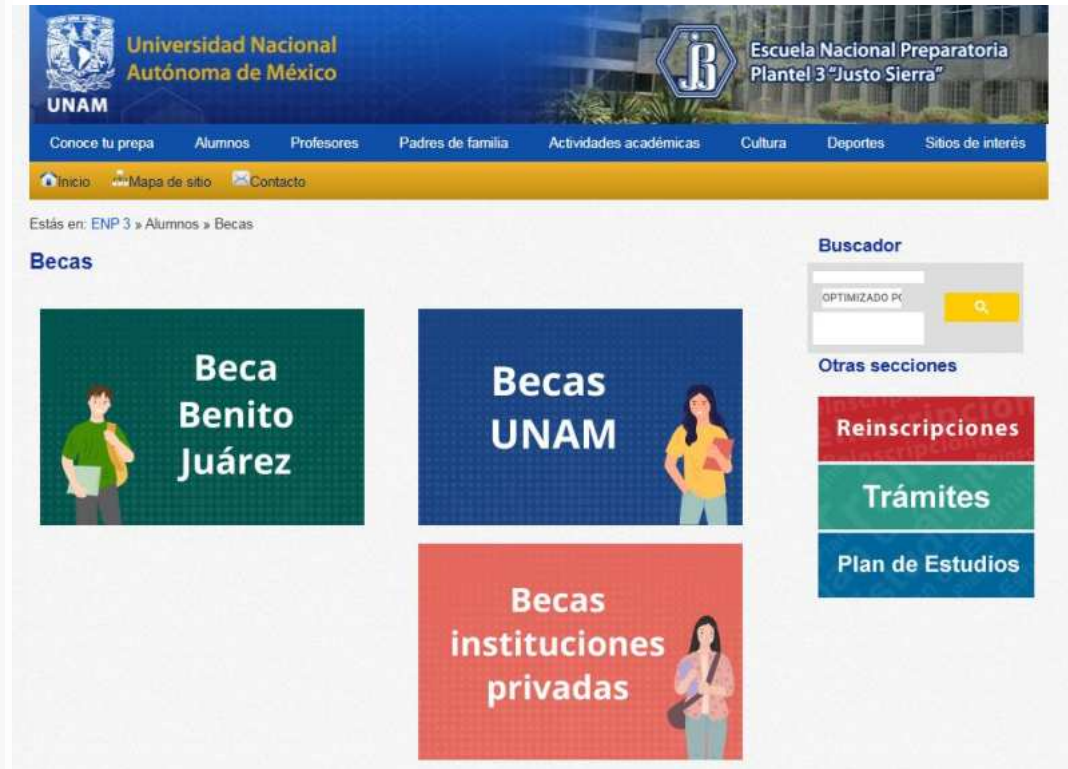 Universidad Nacional
Autónoma de México
UNAM
Escuela Nacional Preparatoria
Plantel 3 "Justo Sierra"
Conoce tu prepa Alumnos Profesores Padres de familia Actividades académicas Cultura Deportes Sitios de interés
Inicio Mapa de sitio Contacto
Estás en: ENP 3 » Alumnos » Becas
Becas
Beca
Benito
Juárez
Becas
UNAM
Becas
instituciones
privadas
Buscador
OPTIMIZADO
Otras secciones
Reinscripciones
Trámites
Plan de Estudios